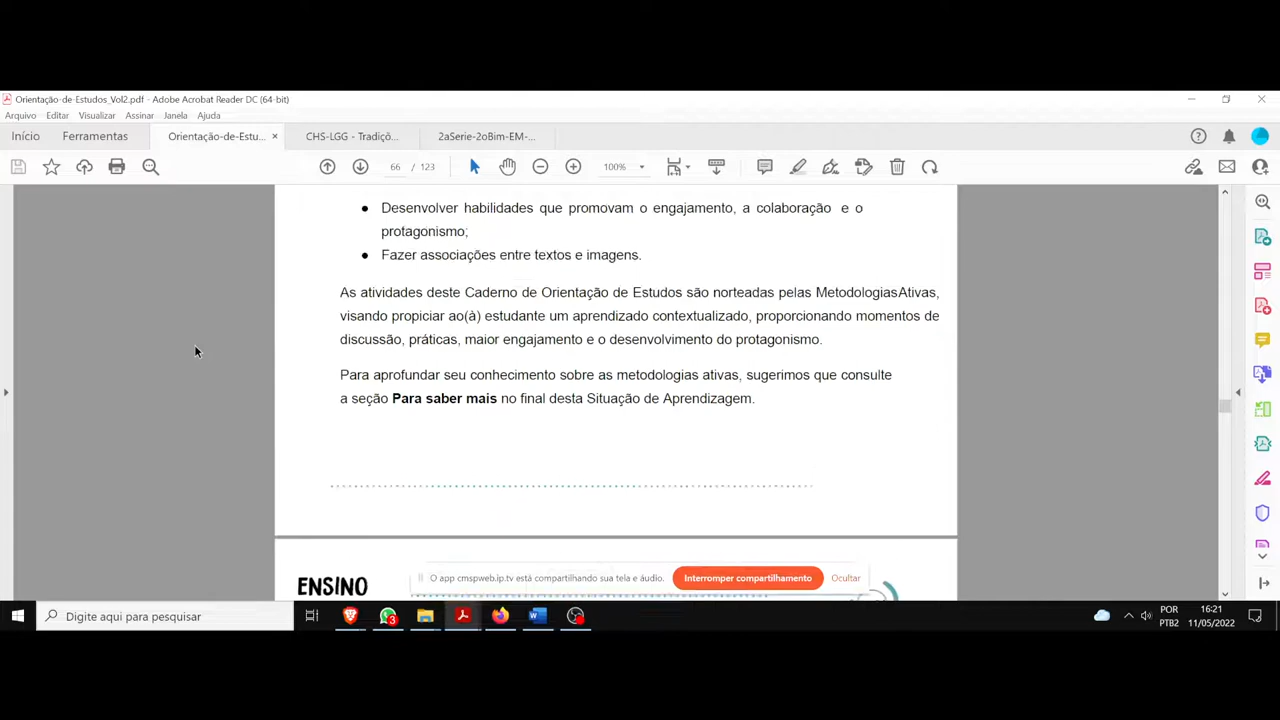 Orientação-de-Estudos_Vol2.pdf - Adobe Acrobat Reader DC (64-bit)
Arquivo Editar Visualizar Assinar Janela Ajuda
Início Ferramentas Orientação-de-Estu... × CHS-LGG - Tradiçõ... 2aSerie-2oBim-EM-...
66 / 123 100%
● Desenvolver habilidades que promovam o engajamento, a colaboração e o
protagonismo;
● Fazer associações entre textos e imagens.
As atividades deste Caderno de Orientação de Estudos são norteadas pelas MetodologiasAtivas,
visando propiciar ao(à) estudante um aprendizado contextualizado, proporcionando momentos de
discussão, práticas, maior engajamento e o desenvolvimento do protagonismo.
Para aprofundar seu conhecimento sobre as metodologias ativas, sugerimos que consulte
a seção Para saber mais no final desta Situação de Aprendizagem.
ENSINO
O app cmspweb.ip.tv está compartilhando sua tela e áudio. Interromper compartilhamento Ocultar
Digite aqui para pesquisar
3
POR
PTB2
16:21
11/05/2022